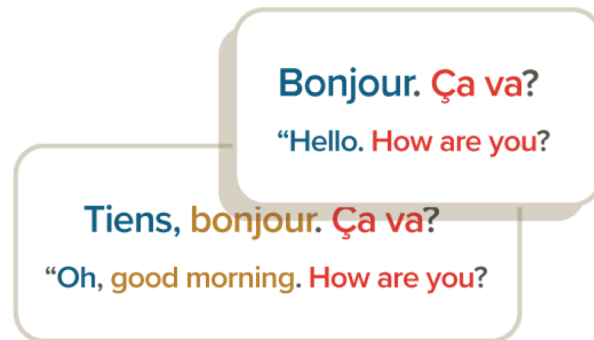 Bonjour. Ça va?
“Hello. How are you?
Tiens, bonjour. Ça va?
“Oh, good morning. How are you?